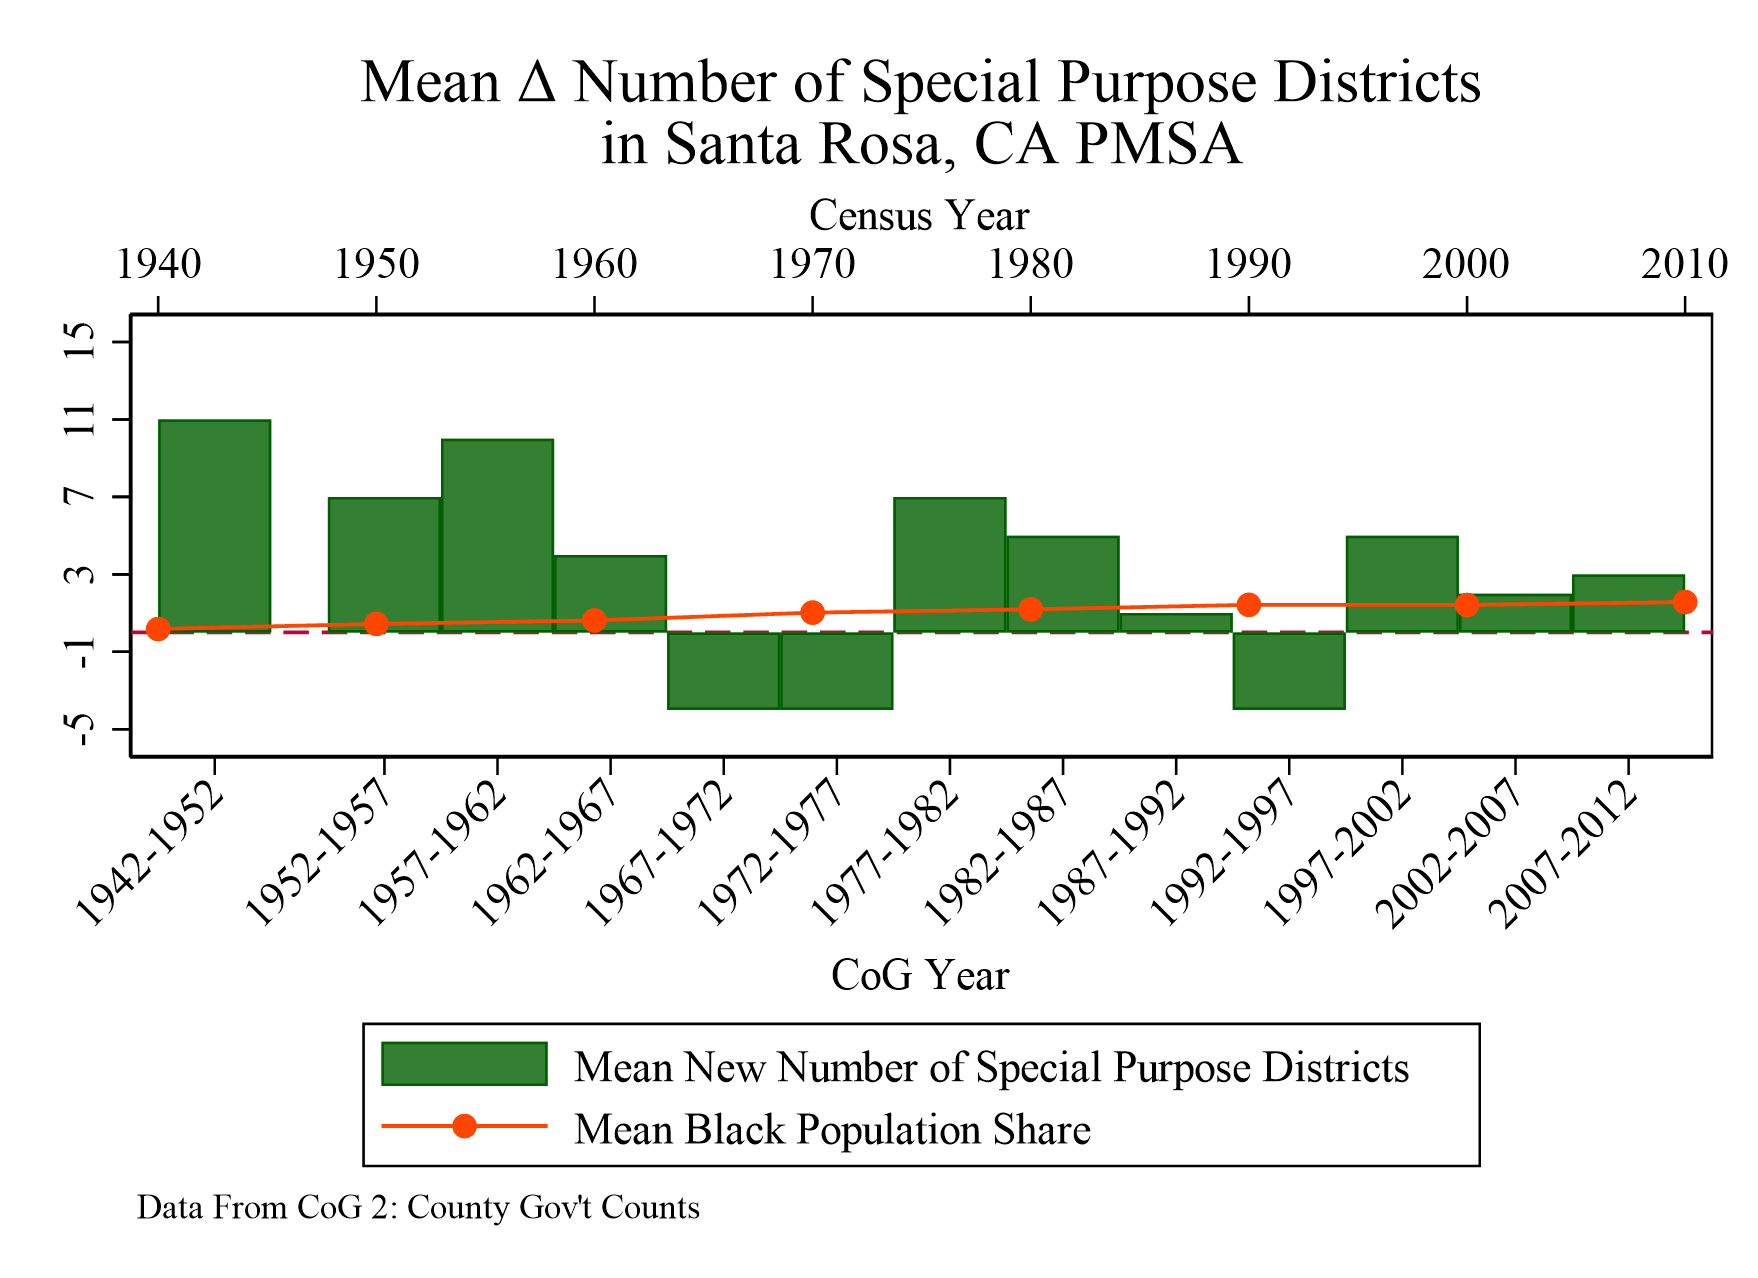 Mean Δ Number of Special Purpose Districts
in Santa Rosa, CA PMSA
Census Year
1940 1950 1960 1970 1980 1990 2000 2010
15
11
7
3
-1
-5
1942-1952 1952-1957 1957-1962 1962-1967 1967-1972 1972-1977 1977-1982 1982-1987 1987-1992 1992-1997 1997-2002 2002-2007 2007-2012
CoG Year
Mean New Number of Special Purpose Districts
Mean Black Population Share
Data From CoG 2: County Gov't Counts